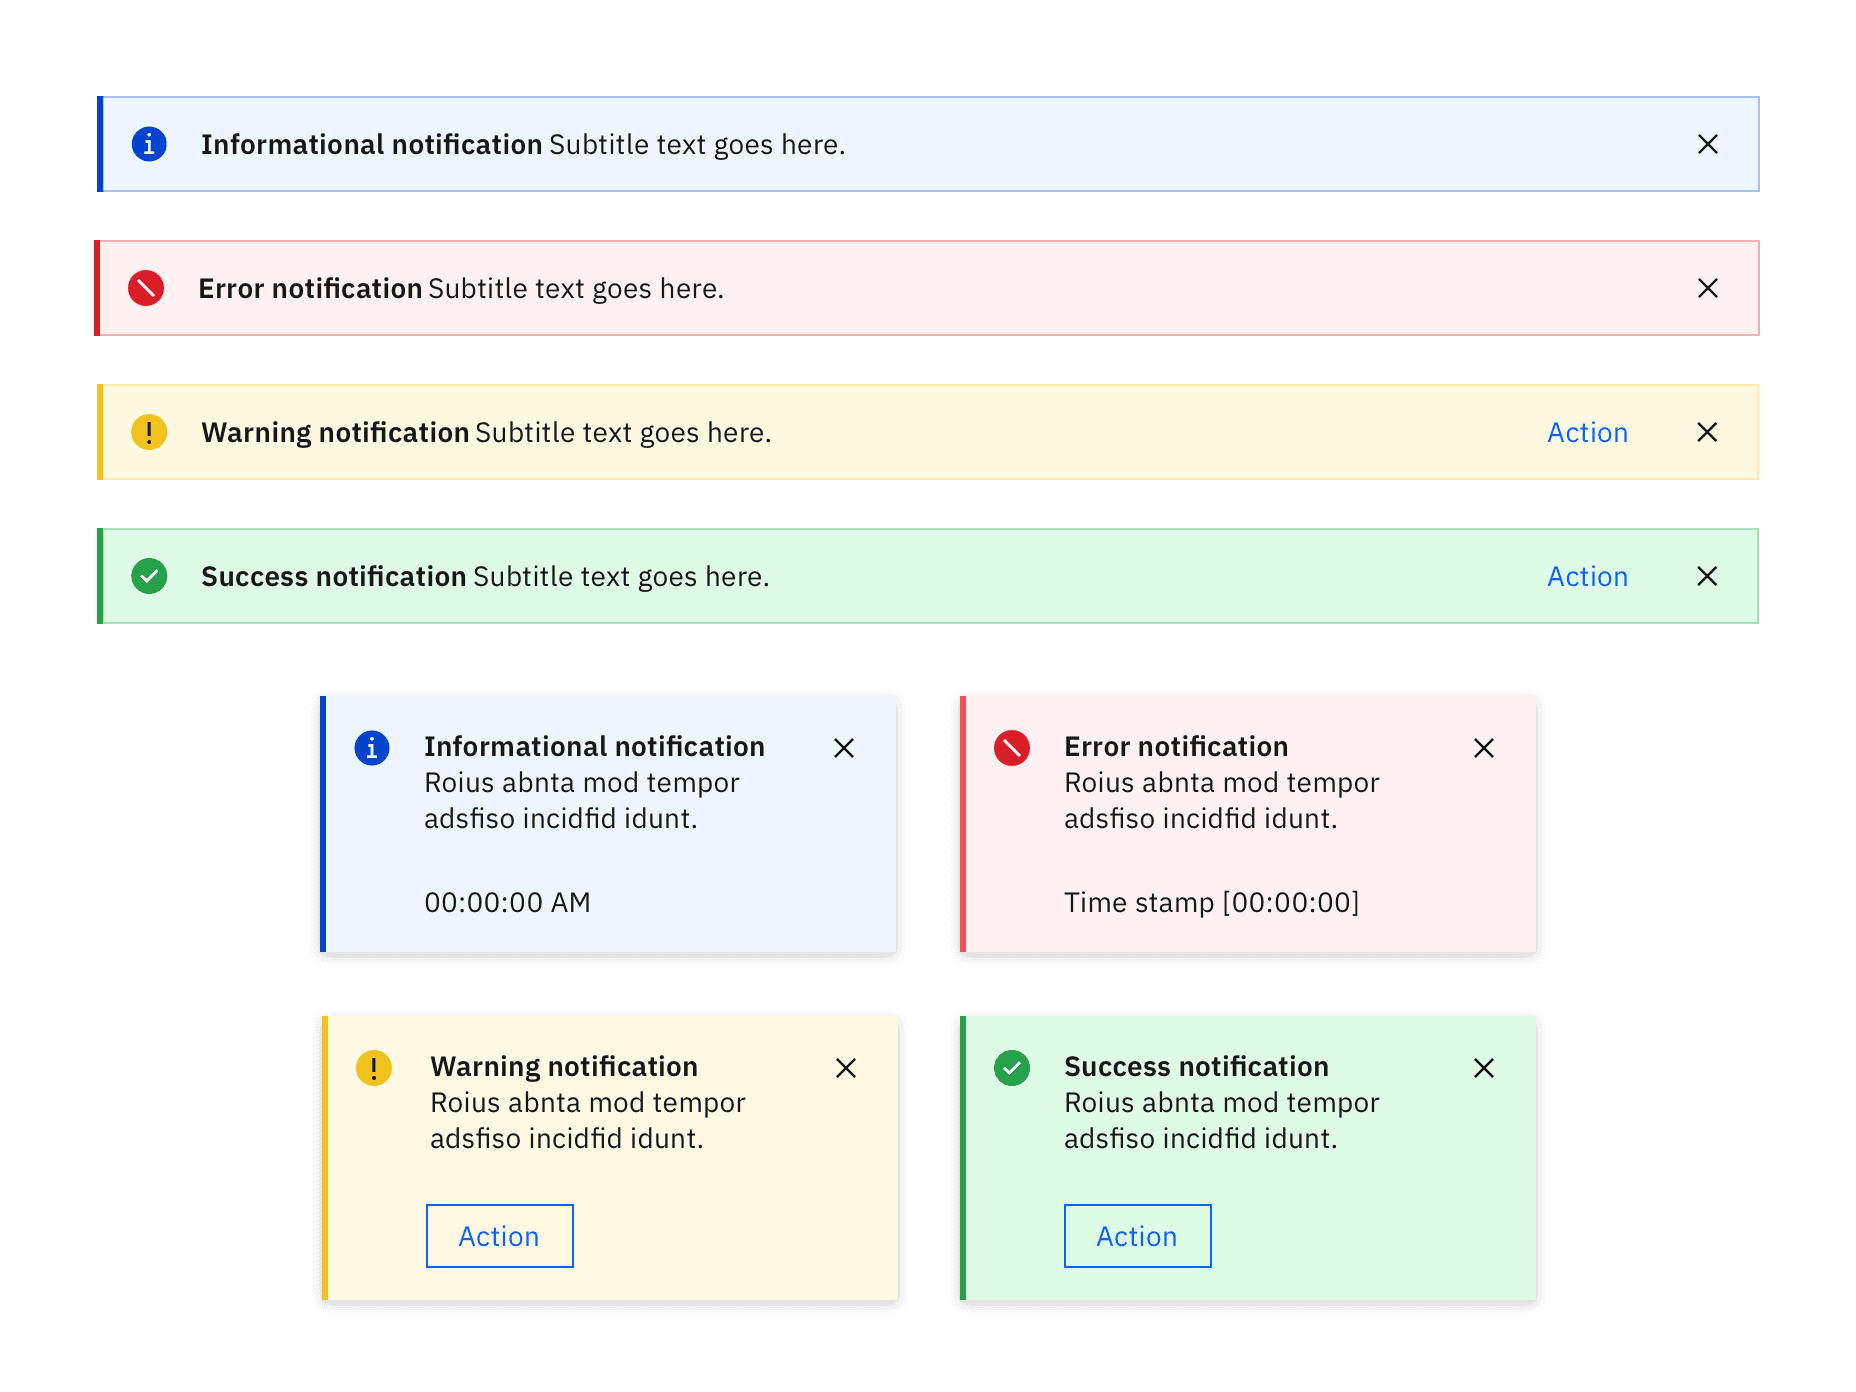 Informational notification Subtitle text goes here.
Error notification Subtitle text goes here.
Warning notification Subtitle text goes here. Action
Success notification Subtitle text goes here. Action
Informational notification
Roius abnta mod tempor
adsfiso incidfid idunt.
00:00:00 AM
Error notification
Roius abnta mod tempor
adsfiso incidfid idunt.
Time stamp [00:00:00]
Warning notification
Roius abnta mod tempor
adsfiso incidfid idunt.
Action
Success notification
Roius abnta mod tempor
adsfiso incidfid idunt.
Action